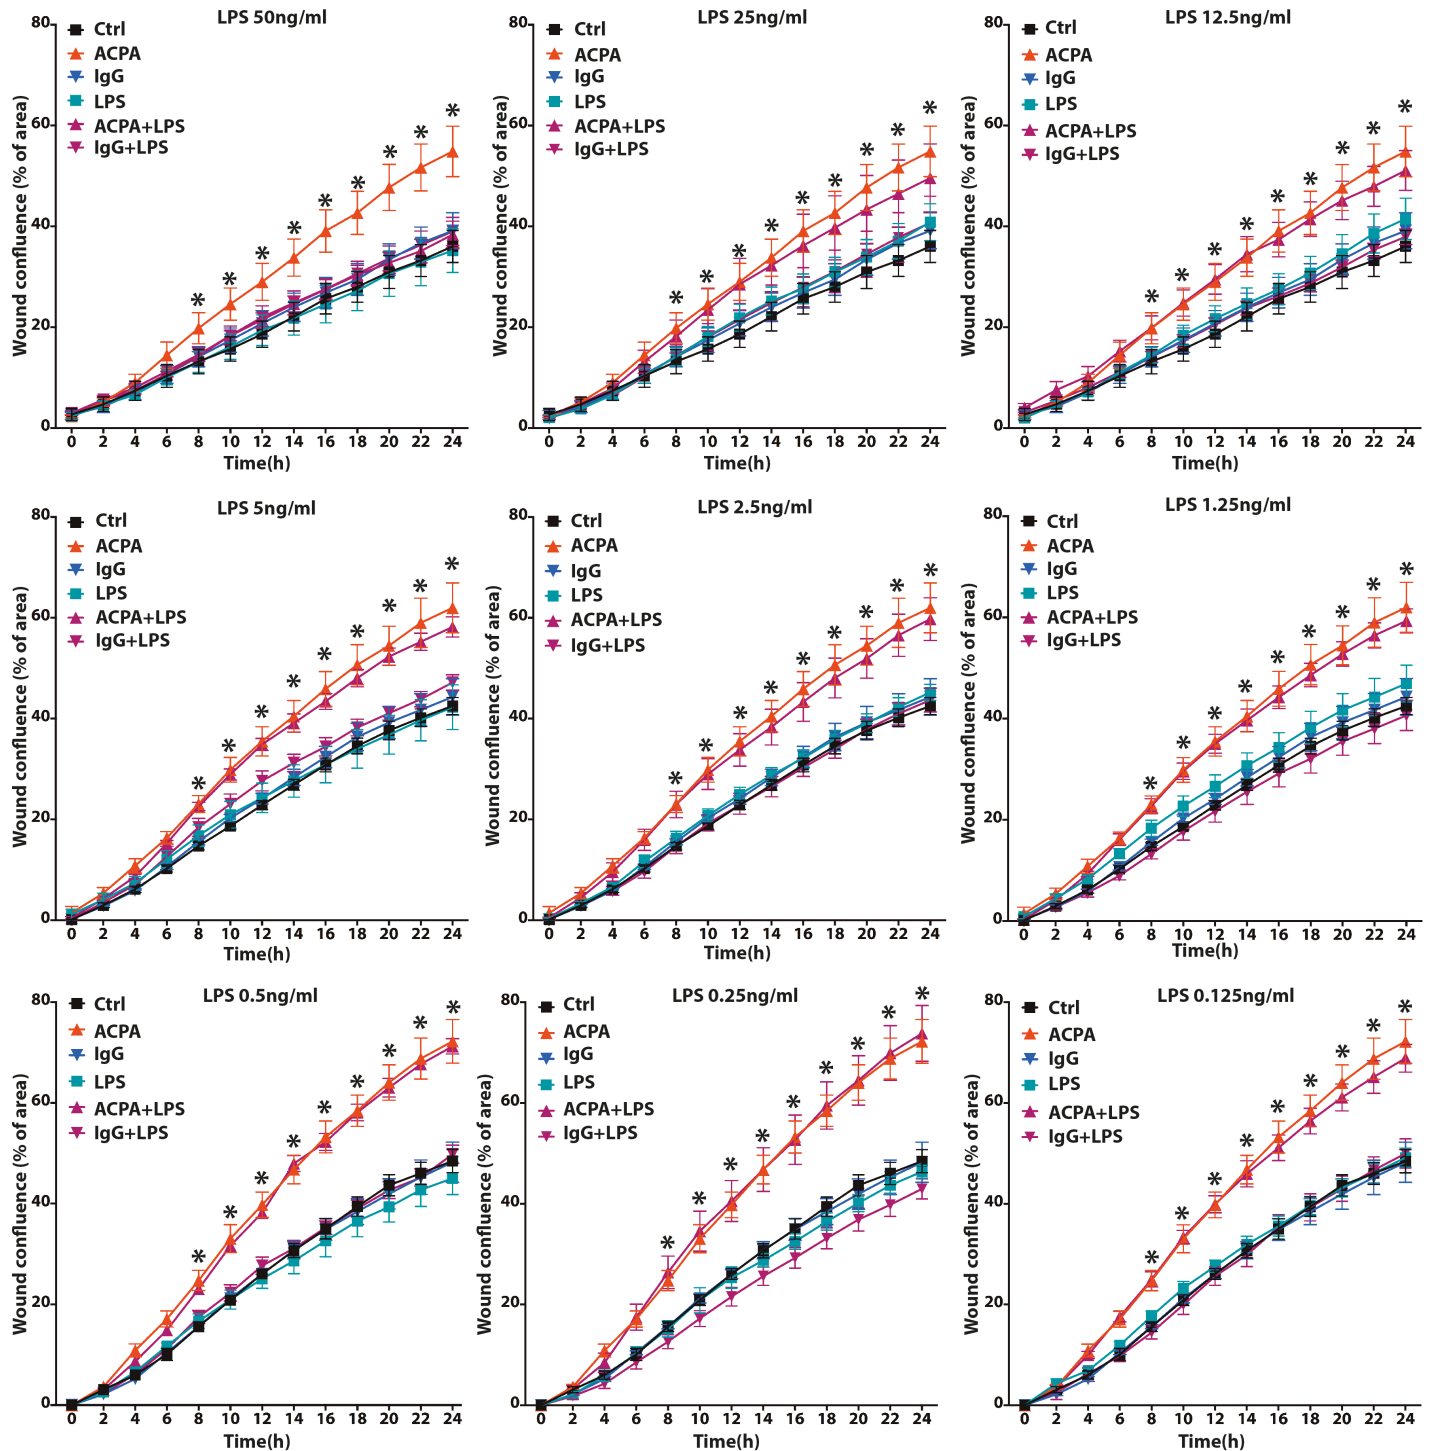 LPS 50ng/ml
80
60
40
20
0
Wound confluence (% of area)
Ctrl
ACPA
IgG
LPS
ACPA+LPS
IgG+LPS
* * * * * * * * *
0 2 4 6 8 10 12 14 16 18 20 22 24
Time(h)
LPS 25ng/ml
80
60
40
20
0
Wound confluence (% of area)
Ctrl
ACPA
IgG
LPS
ACPA+LPS
IgG+LPS
* * * * * * * * *
0 2 4 6 8 10 12 14 16 18 20 22 24
Time(h)
LPS 12.5ng/ml
80
60
40
20
0
Wound confluence (% of area)
Ctrl
ACPA
IgG
LPS
ACPA+LPS
IgG+LPS
* * * * * * * * *
0 2 4 6 8 10 12 14 16 18 20 22 24
Time(h)
LPS 5ng/ml
80
60
40
20
0
Wound confluence (% of area)
Ctrl
ACPA
IgG
LPS
ACPA+LPS
IgG+LPS
* * * * * * * * *
0 2 4 6 8 10 12 14 16 18 20 22 24
Time(h)
LPS 2.5ng/ml
80
60
40
20
0
Wound confluence (% of area)
Ctrl
ACPA
IgG
LPS
ACPA+LPS
IgG+LPS
* * * * * * * * *
0 2 4 6 8 10 12 14 16 18 20 22 24
Time(h)
LPS 1.25ng/ml
80
60
40
20
0
Wound confluence (% of area)
Ctrl
ACPA
IgG
LPS
ACPA+LPS
IgG+LPS
* * * * * * * * *
0 2 4 6 8 10 12 14 16 18 20 22 24
Time(h)
LPS 0.5ng/ml
80
60
40
20
0
Wound confluence (% of area)
Ctrl
ACPA
IgG
LPS
ACPA+LPS
IgG+LPS
* * * * * * * * *
0 2 4 6 8 10 12 14 16 18 20 22 24
Time(h)
LPS 0.25ng/ml
80
60
40
20
0
Wound confluence (% of area)
Ctrl
ACPA
IgG
LPS
ACPA+LPS
IgG+LPS
* * * * * * * * *
0 2 4 6 8 10 12 14 16 18 20 22 24
Time(h)
LPS 0.125ng/ml
80
60
40
20
0
Wound confluence (% of area)
Ctrl
ACPA
IgG
LPS
ACPA+LPS
IgG+LPS
* * * * * * * * *
0 2 4 6 8 10 12 14 16 18 20 22 24
Time(h)